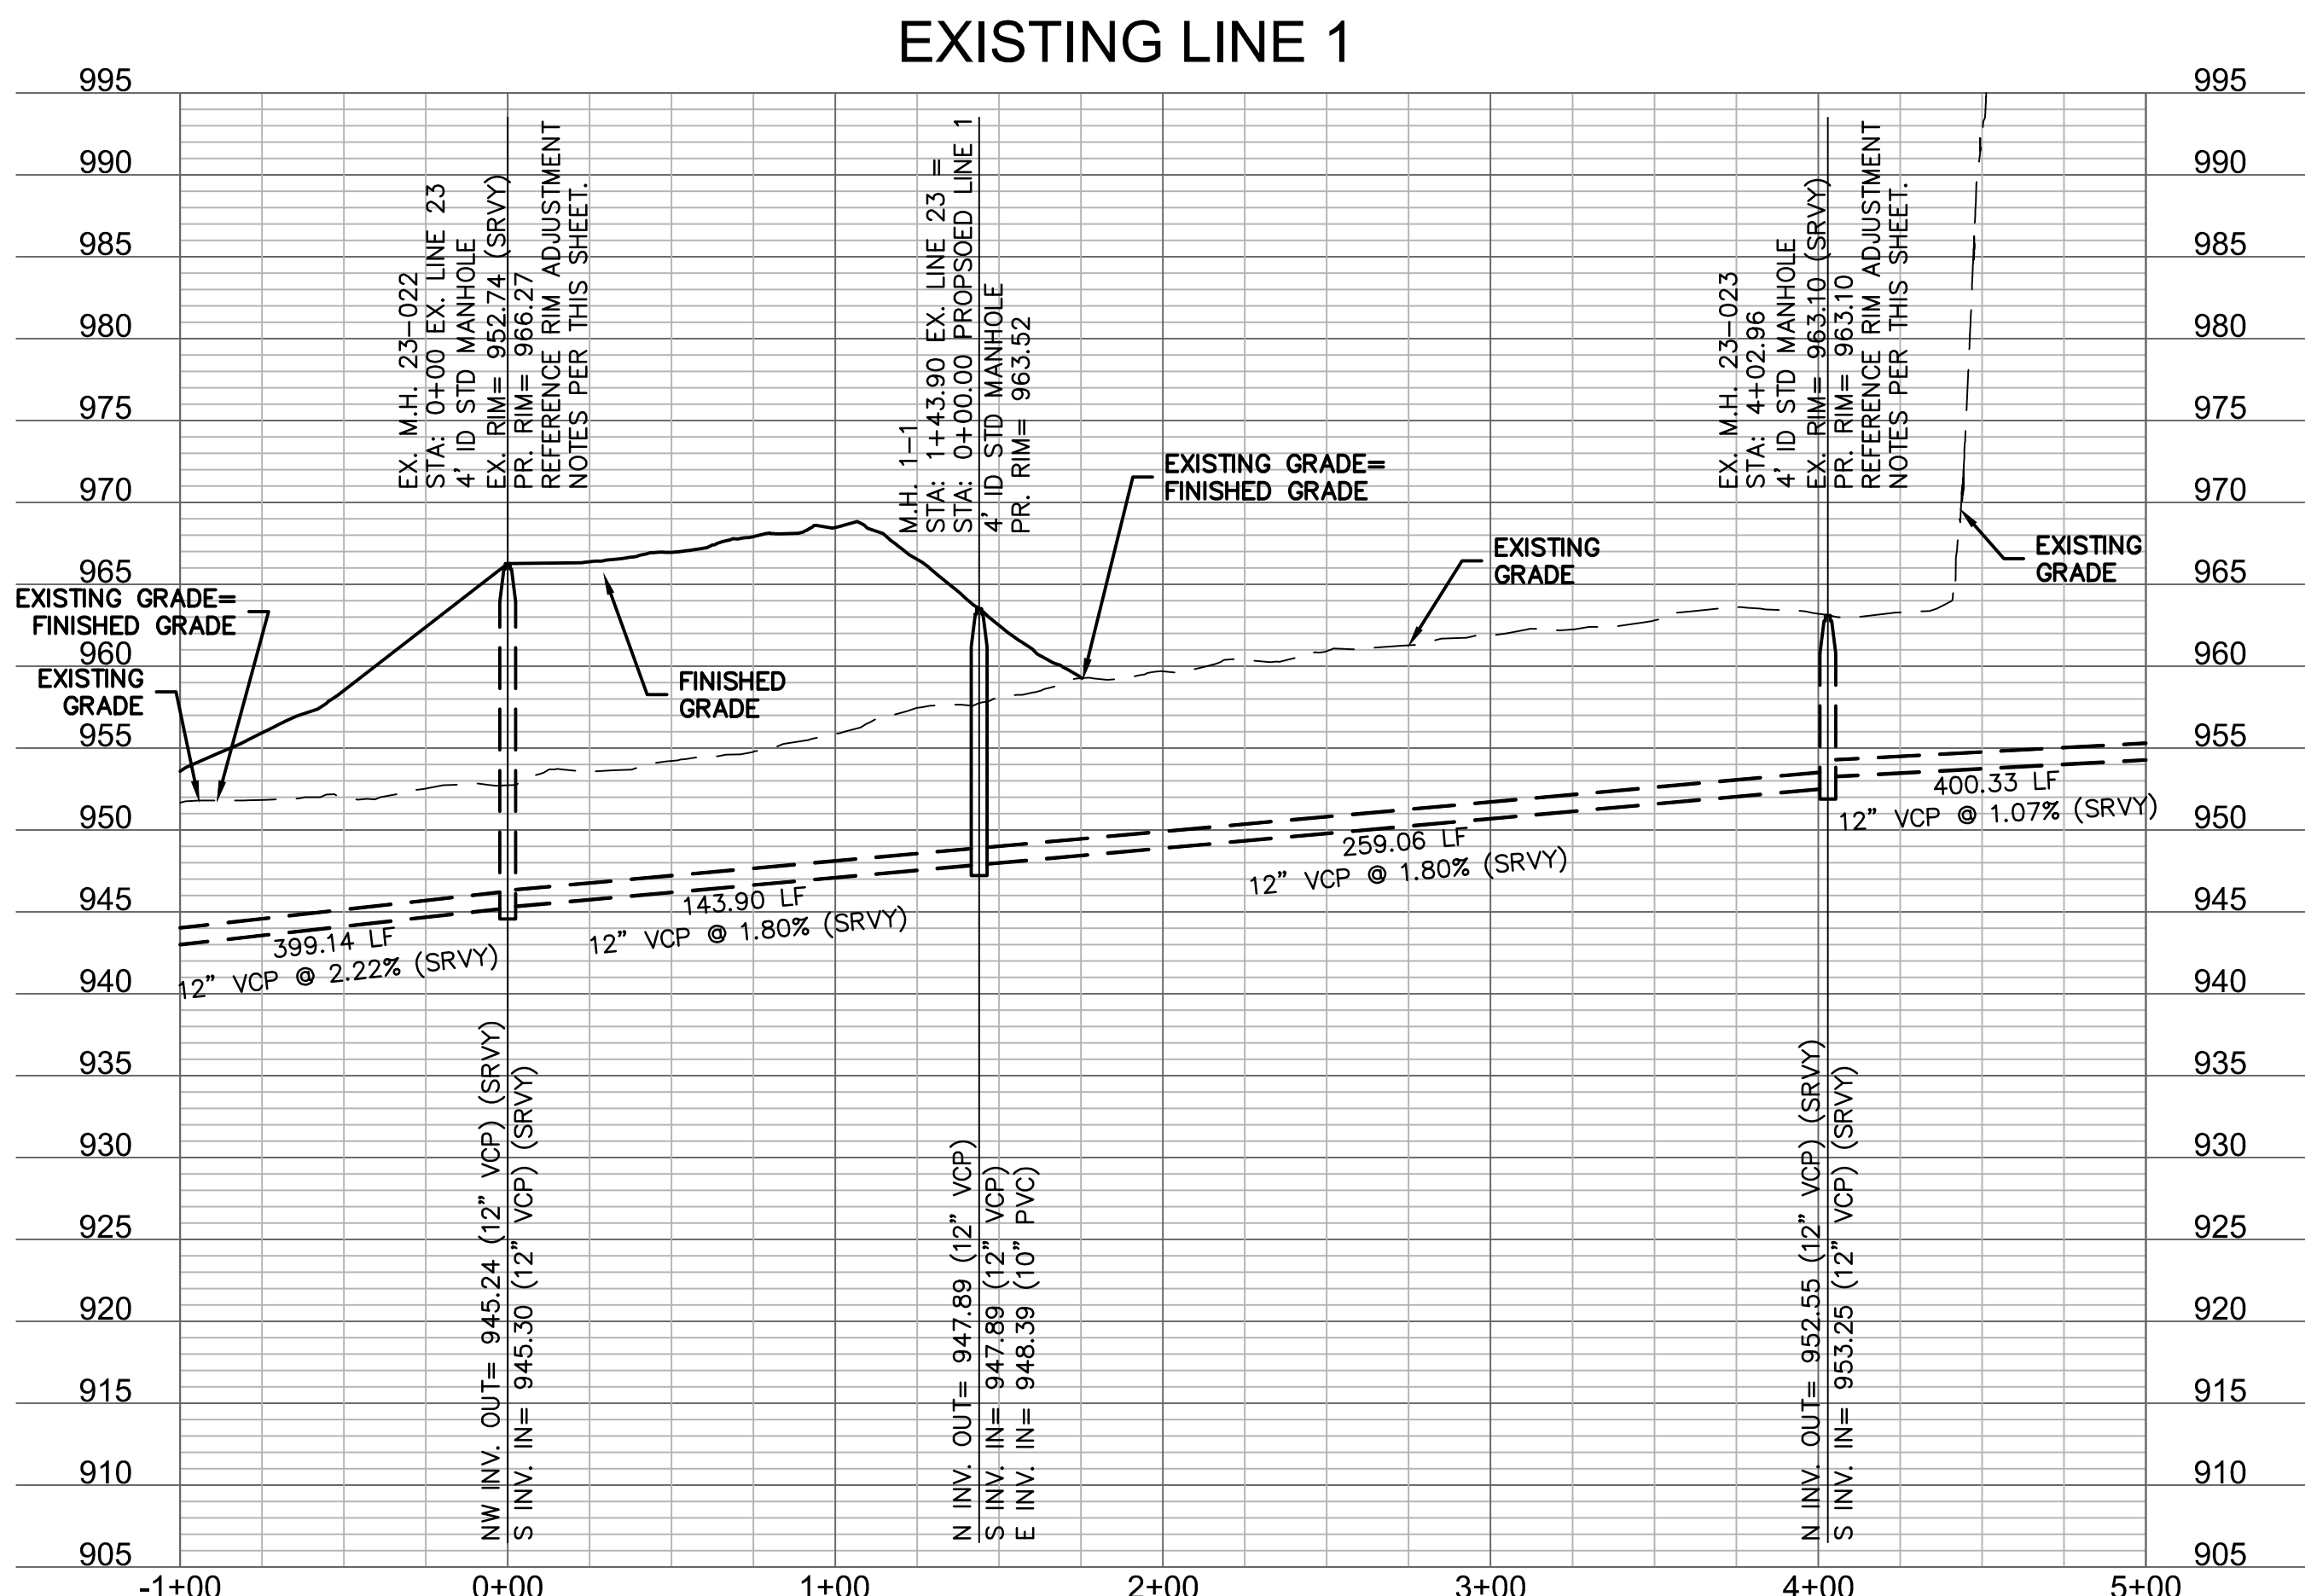 EXISTING LINE 1
995
990
985
980
975
970
965
960
955
950
945
940
935
930
925
920
915
910
905
995
990
985
980
975
970
965
960
955
950
945
940
935
930
925
920
915
910
905
EX. M.H. 23-022
STA: 0+00 EX. LINE 23
4' ID STD MANHOLE
EX. RIM= 952.74 (SRVY)
PR. RIM= 966.27
REFERENCE RIM ADJUSTMENT
NOTES PER THIS SHEET.
M.H. 1-1
STA: 1+43.90 EX. LINE 23 =
STA: 0+00.00 PROPSOED LINE 1
4' ID STD MANHOLE
PR. RIM= 963.52
EX. M.H. 23-023
STA: 4+02.96
4' ID STD MANHOLE
EX. RIM= 963.10 (SRVY)
PR. RIM= 963.10
REFERENCE RIM ADJUSTMENT
NOTES PER THIS SHEET.
EXISTING GRADE=
FINISHED GRADE
EXISTING
GRADE
FINISHED
GRADE
EXISTING GRADE=
FINISHED GRADE
EXISTING
GRADE
EXISTING
GRADE
399.14 LF
12" VCP @ 2.22% (SRVY)
143.90 LF
12" VCP @ 1.80% (SRVY)
259.06 LF
12" VCP @ 1.80% (SRVY)
400.33 LF
12" VCP @ 1.07% (SRVY)
NW INV. OUT= 945.24 (12" VCP) (SRVY)
S INV. IN= 945.30 (12" VCP) (SRVY)
N INV. OUT= 947.89 (12" VCP)
S INV. IN= 947.89 (12" VCP)
E INV. IN= 948.39 (10" PVC)
N INV. OUT= 952.55 (12" VCP) (SRVY)
S INV. IN= 953.25 (12" VCP) (SRVY)
-1+00 0+00 1+00 2+00 3+00 4+00 5+00